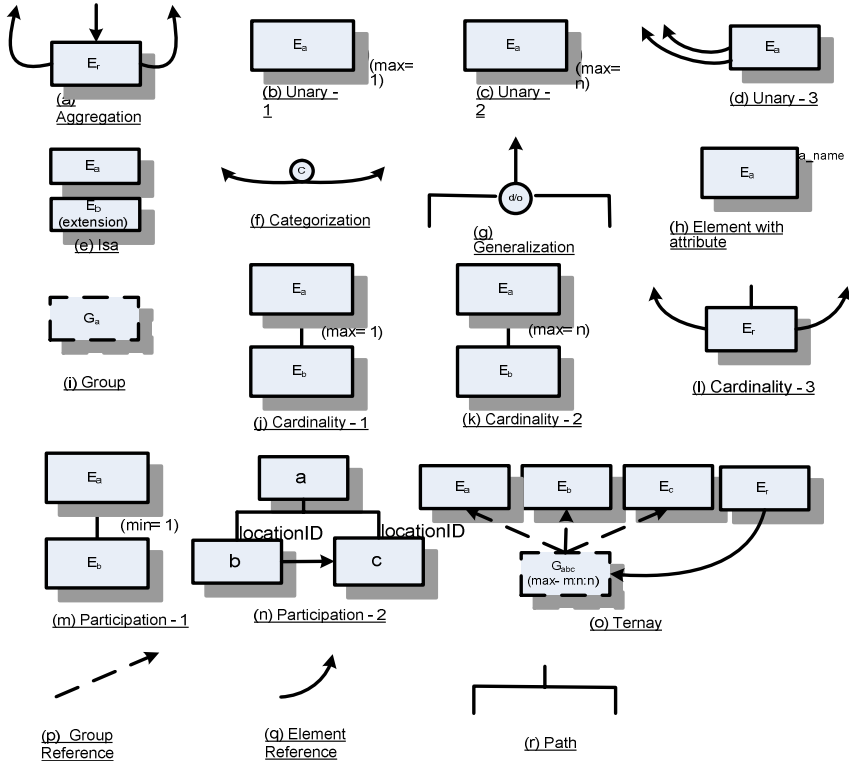 Er
(a)
Aggregation
Ea
(max=
1)
(b) Unary -
1
Ea
(max=
n)
(c) Unary -
2
Ea
(d) Unary - 3
Ea
Eb
(extension)
(e) Isa
C
(f) Categorization
d/o
(g)
Generalization
Ea
a_name
(h) Element with
attribute
Ga
(i) Group
Ea
(max= 1)
Eb
(j) Cardinality - 1
Ea
(max= n)
Eb
(k) Cardinality - 2
Er
(l) Cardinality - 3
Ea
(min= 1)
Eb
(m) Participation - 1
a
locationID
locationID
b
c
(n) Participation - 2
Ea
Eb
Ec
Er
Gabc
(max- m:n:n)
(o) Ternay
(p) Group
Reference
(q) Element
Reference
(r) Path